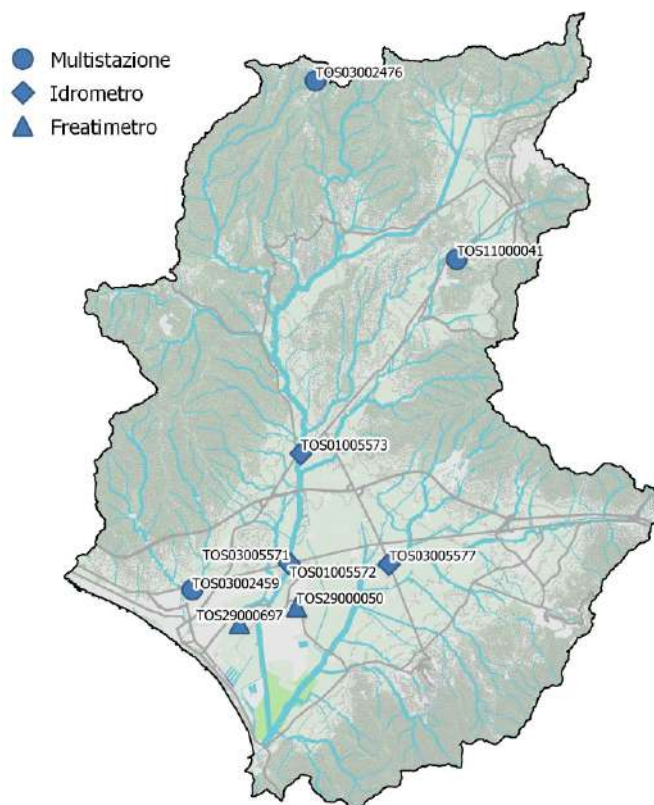 Multistazione
Idrometro
Freatimetro
TOS03002476
TOS11000041
TOS01005573
TOS03005571
TOS03005577
TOS01005572
TOS03002459
TOS29000050
TOS29000697